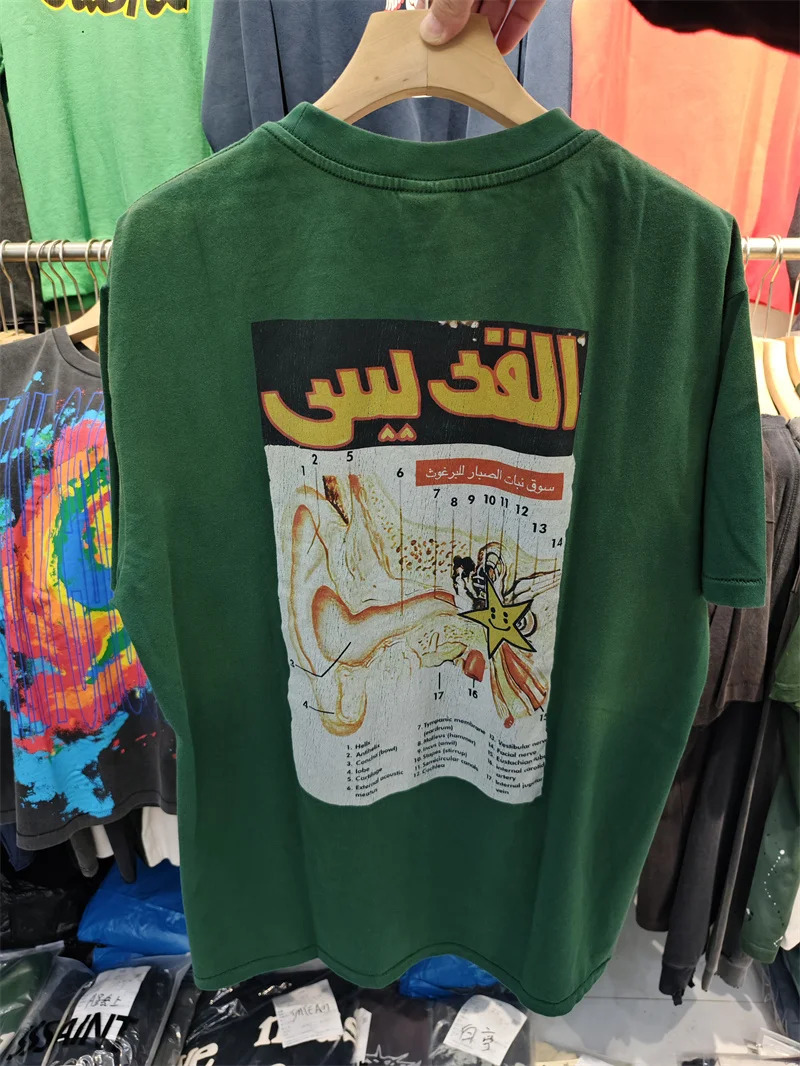 القديس
سوق نبات الصبار للبرغوث
1
2
5
6
7
8
9
10
11
12
13
14
3
4
17
16
15
1. Helix
2. Antihelix
3. Concha (bowl)
4. lobe
5. Cartilage
6. External acoustic
meatus
7. Tympanic membrane
(eardrum)
8. Malleus (hammer)
9. Incus (anvil)
10. Stapes (stirrup)
11. Semicircular canals
12. Cochlea
13. Vestibular nerve
14. Facial nerve
15. Eustachian tube
16. Internal carotid
artery
17. Internal jugular
vein
SAINT